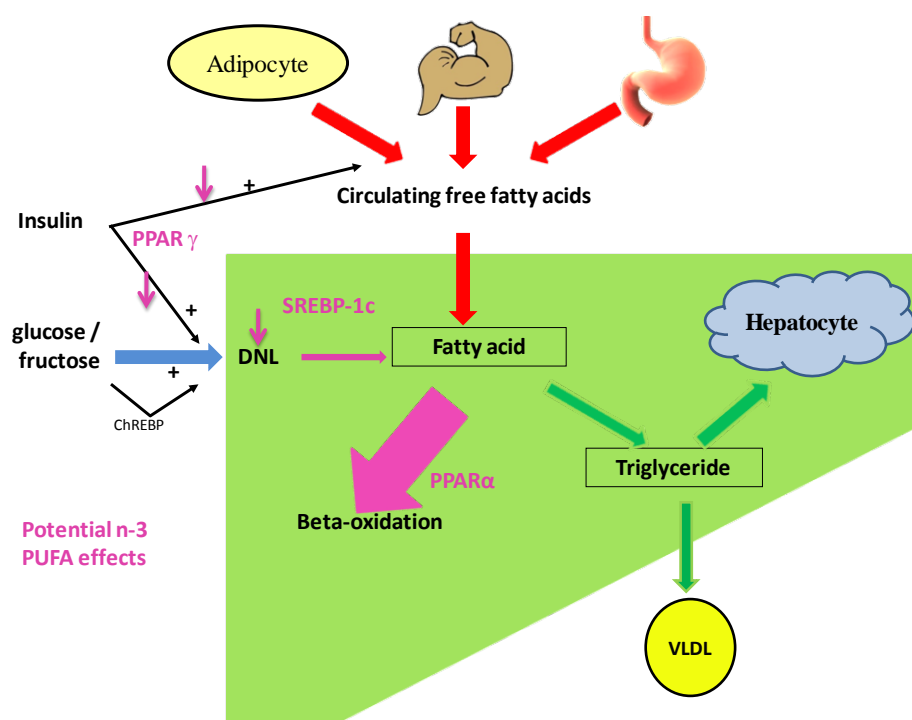 Adipocyte
+
Circulating free fatty acids
Insulin
PPAR γ
+
SREBP-1c
glucose /
fructose
+
DNL
Fatty acid
Hepatocyte
ChREBP
PPARα
Triglyceride
Beta-oxidation
Potential n-3
PUFA effects
VLDL